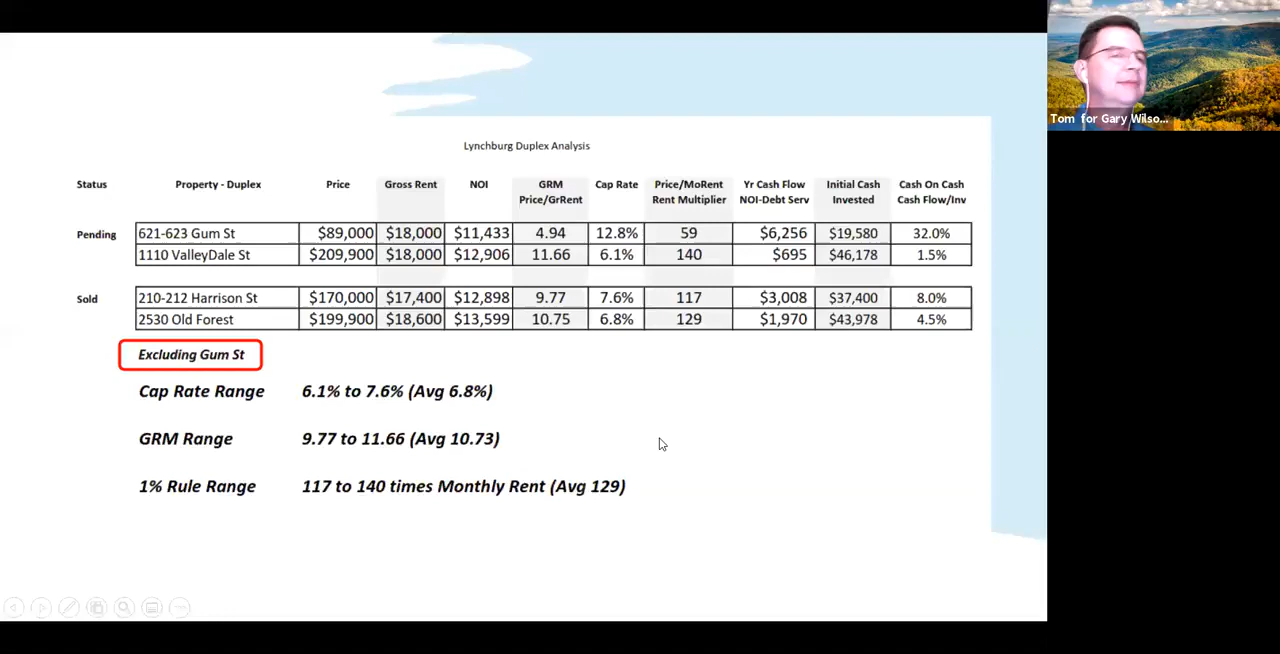 Tom for Gary Wilso...
Lynchburg Duplex Analysis
Status Property - Duplex Price Gross Rent NOI GRM Cap Rate Price/MoRent Yr Cash Flow Initial Cash Cash On Cash
Price/GrRent Rent Multiplier NOI-Debt Serv Invested Cash Flow/Inv
Pending 621-623 Gum St $89,000 $18,000 $11,433 4.94 12.8% 59 $6,256 $19,580 32.0%
1110 ValleyDale St $209,900 $18,000 $12,906 11.66 6.1% 140 $695 $46,178 1.5%
Sold 210-212 Harrison St $170,000 $17,400 $12,898 9.77 7.6% 117 $3,008 $37,400 8.0%
2530 Old Forest $199,900 $18,600 $13,599 10.75 6.8% 129 $1,970 $43,978 4.5%
Excluding Gum St
Cap Rate Range 6.1% to 7.6% (Avg 6.8%)
GRM Range 9.77 to 11.66 (Avg 10.73)
1% Rule Range 117 to 140 times Monthly Rent (Avg 129)